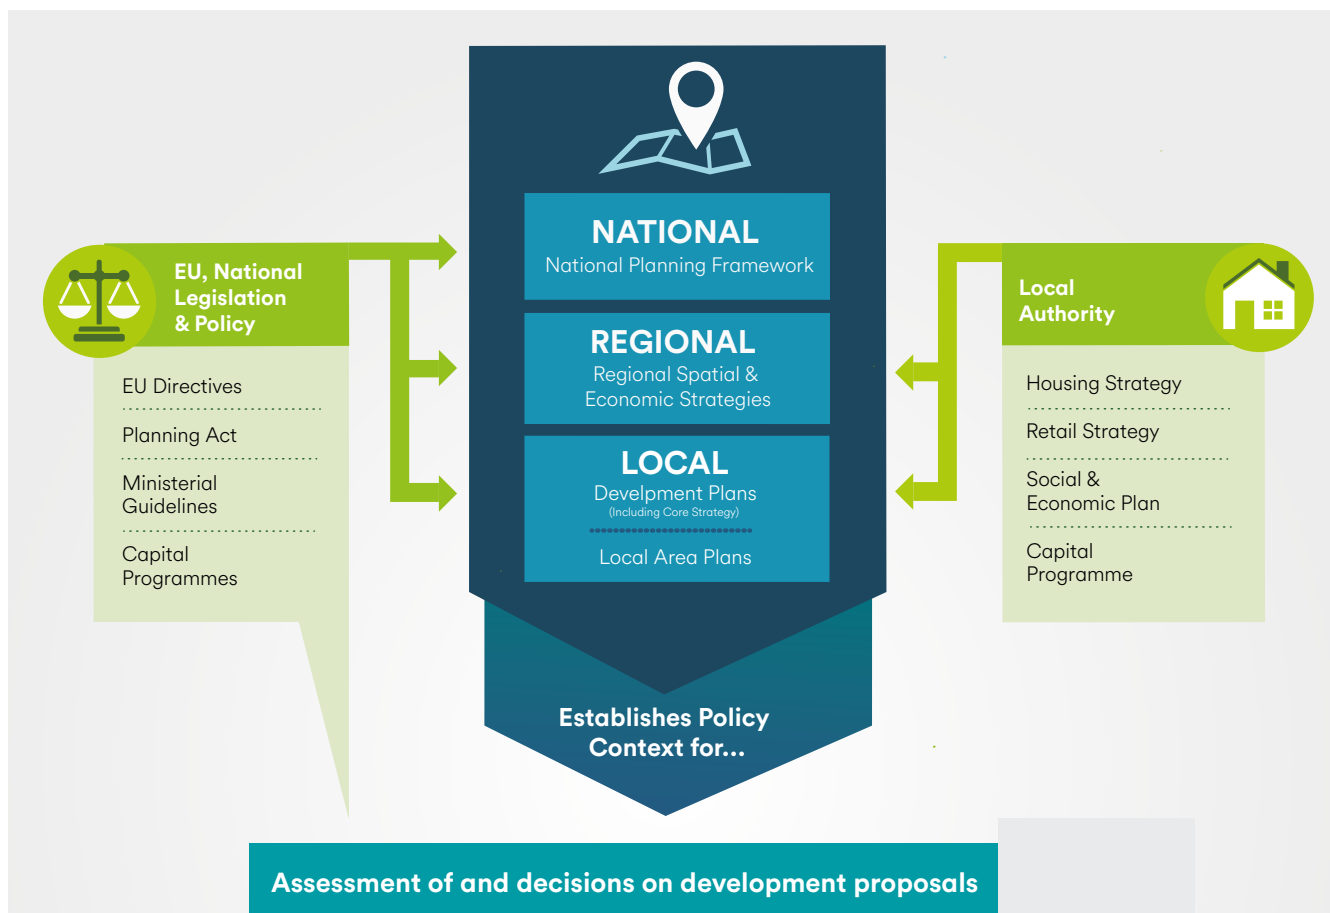 NATIONAL
National Planning Framework
REGIONAL
Regional Spatial &
Economic Strategies
LOCAL
Develpment Plans
(Including Core Strategy)
Local Area Plans
EU, National
Legislation
& Policy
EU Directives
Planning Act
Ministerial
Guidelines
Capital
Programmes
Local
Authority
Housing Strategy
Retail Strategy
Social &
Economic Plan
Capital
Programme
Establishes Policy
Context for...
Assessment of and decisions on development proposals